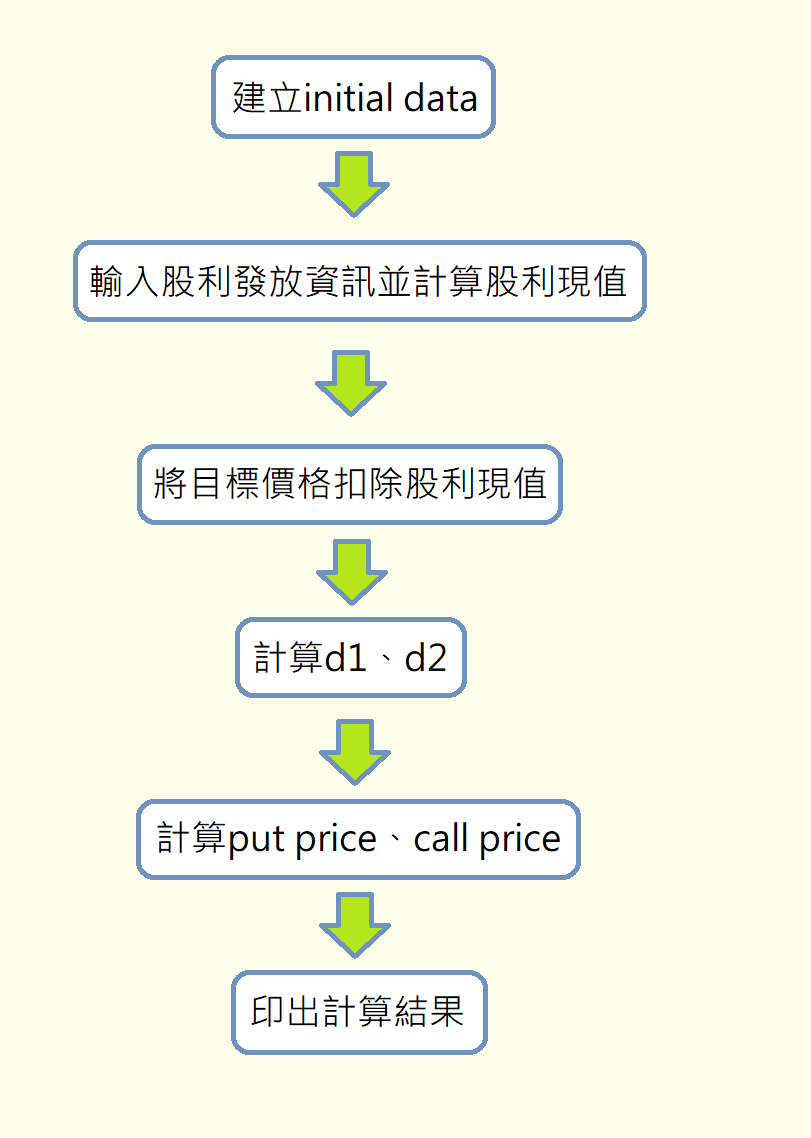 建立initial data
輸入股利發放資訊並計算股利現值
將目標價格扣除股利現值
計算d1、d2
計算put price、call price
印出計算結果